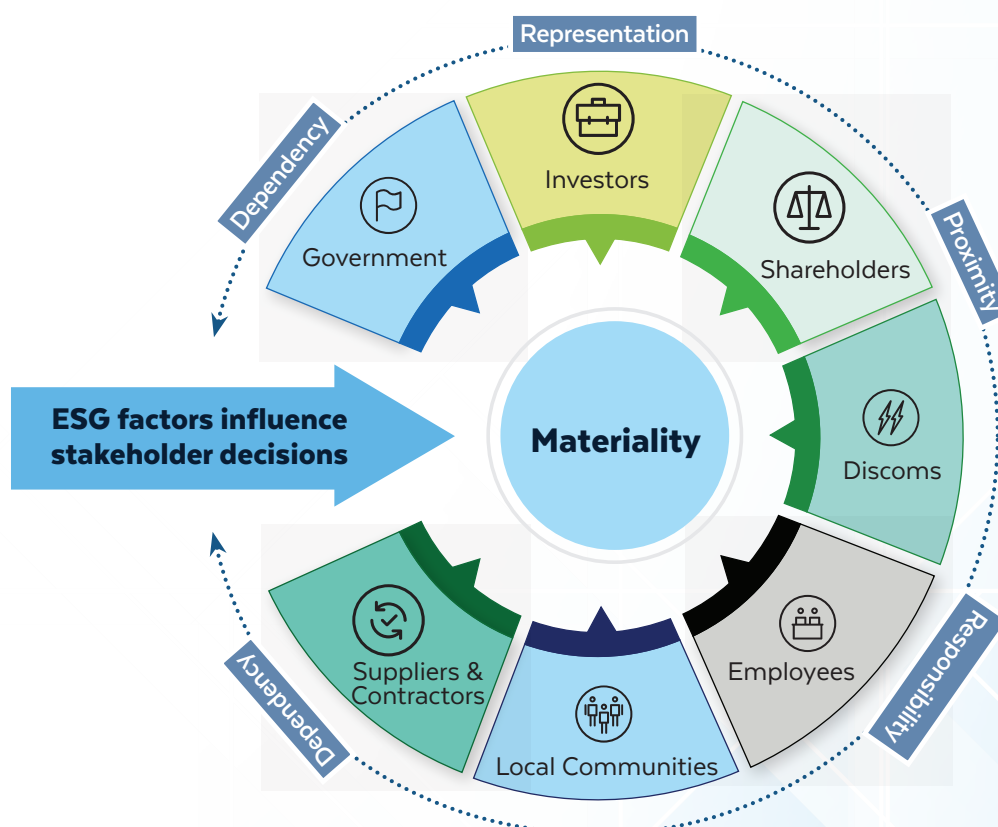 Representation
Dependency
Investors
Government
Shareholders
Proximity
ESG factors influence
stakeholder decisions
Materiality
Discoms
Employees
Responsibility
Suppliers &
Contractors
Dependency
Local Communities